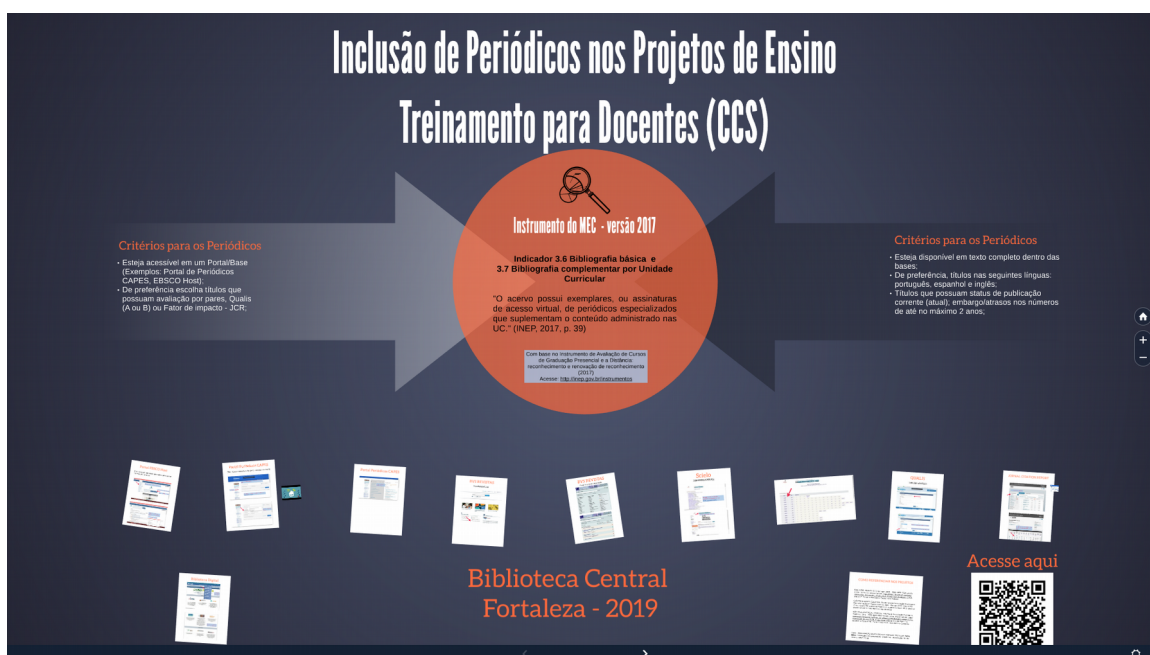 Inclusão de Periódicos nos Projetos de Ensino
Treinamento para Docentes (CCS)
Critérios para os Periódicos
• Esteja acessível em um Portal/Base
(Exemplos: Portal de Periódicos
CAPES, EBSCO Host);
• De preferência escolha títulos que
possuam avaliação por pares, Qualis
(A ou B) ou Fator de impacto - JCR;
Instrumento do MEC - versão 2017
Indicador 3.6 Bibliografia básica e
3.7 Bibliografia complementar por Unidade
Curricular
"O acervo possui exemplares, ou assinaturas
de acesso virtual, de periódicos especializados
que suplementam o conteúdo administrado nas
UC." (INEP, 2017, p. 39)
Com base no Instrumento de Avaliação de Cursos
de Graduação Presencial e a Distância:
reconhecimento e renovação de reconhecimento
(2017)
Acesse: http://inep.gov.br/instrumentos
Critérios para os Periódicos
• Esteja disponível em texto completo dentro das
bases;
• De preferência, títulos nas seguintes línguas:
português, espanhol e inglês;
• Títulos que possuam status de publicação
corrente (atual); embargo/atrasos nos números
de até no máximo 2 anos;
Scielo
Biblioteca Central
Fortaleza - 2019
Acesse aqui